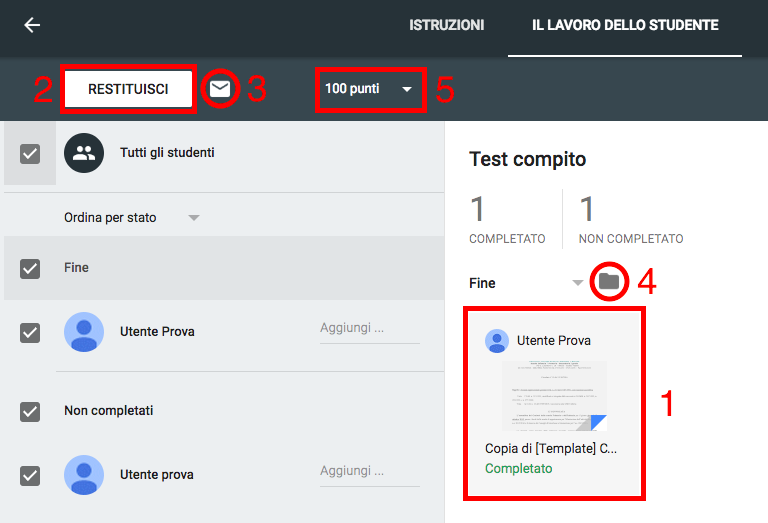 ISTRUZIONI
IL LAVORO DELLO STUDENTE
2
RESTITUISCI
3
100 punti
5
Tutti gli studenti
Ordina per stato
Fine
Utente Prova
Aggiungi ...
Non completati
Utente prova
Aggiungi ...
Test compito
1
1
COMPLETATO
NON COMPLETATO
Fine
4
Utente Prova
Copia di [Template] C...
Completato
1